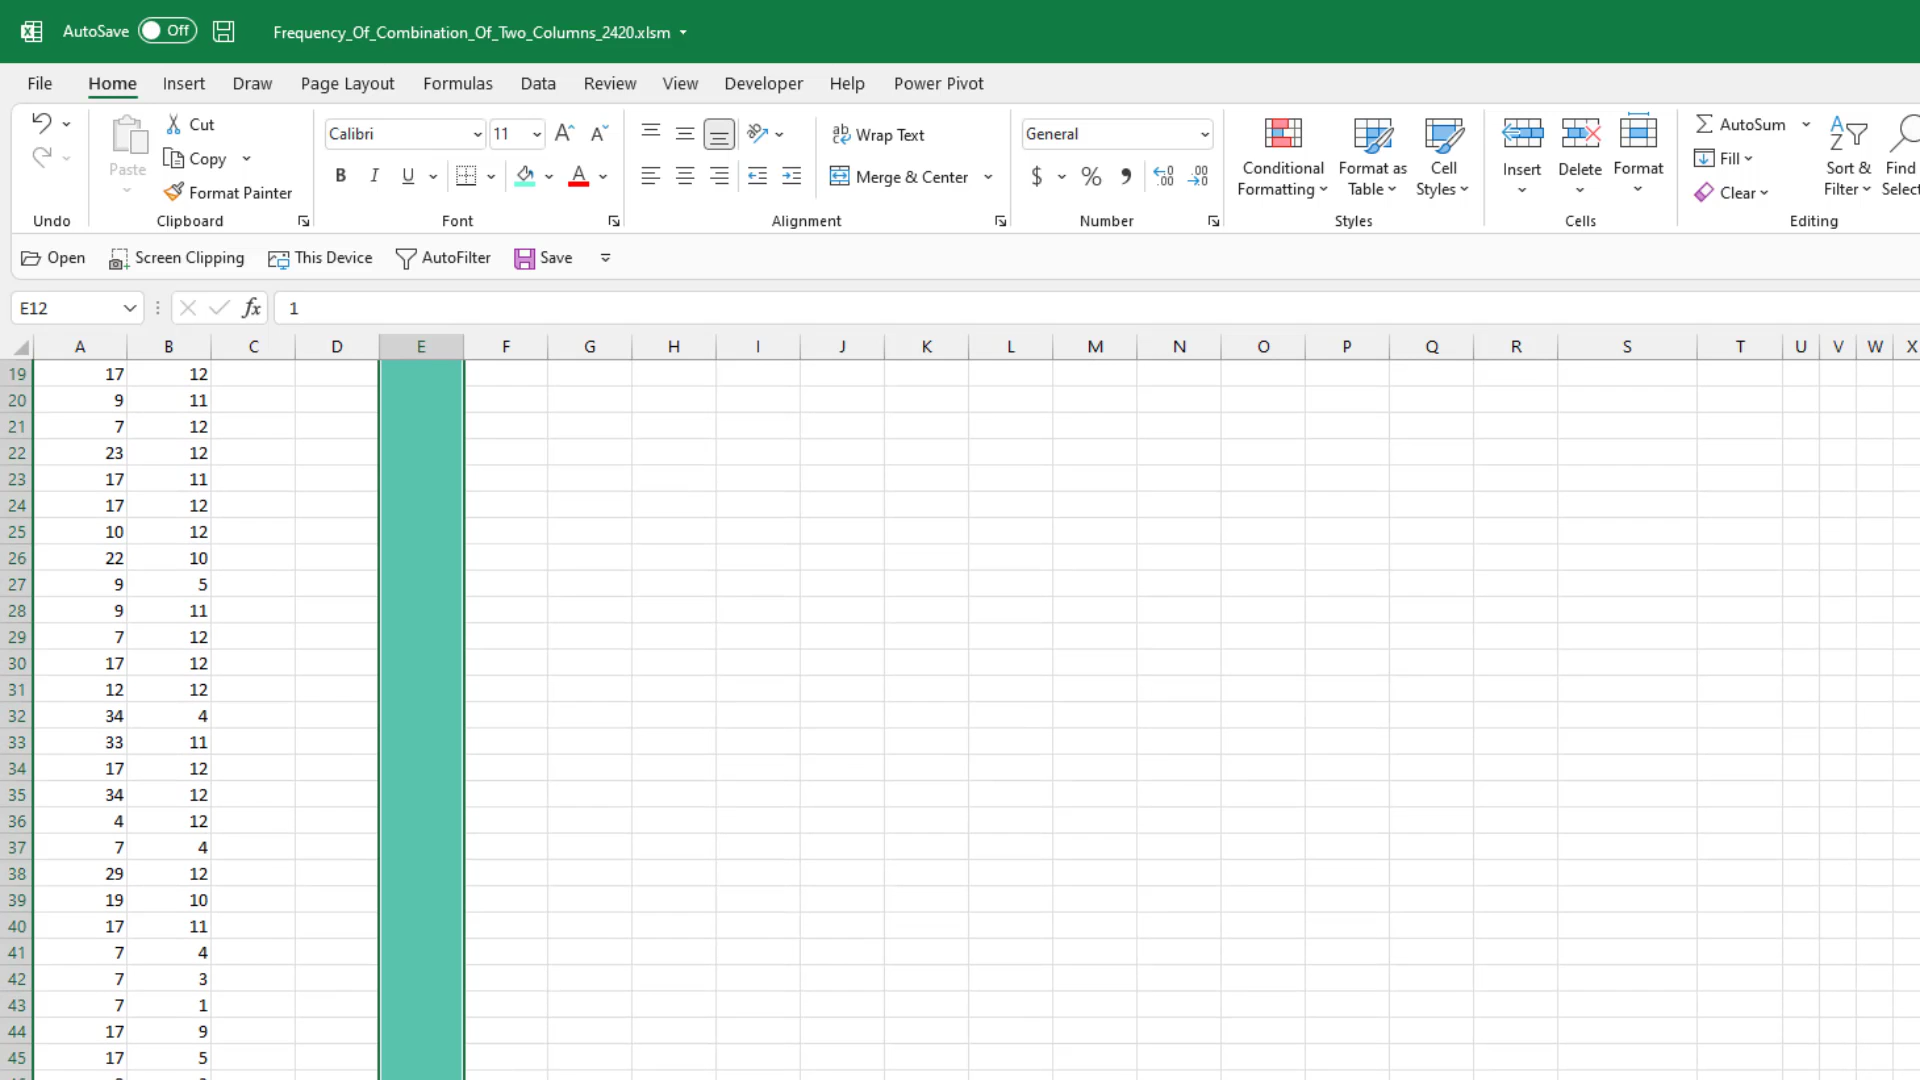 AutoSave Off Frequency_Of_Combination_Of_Two_Columns_2420.xlsm
File Home Insert Draw Page Layout Formulas Data Review View Developer Help Power Pivot
Cut
Copy
Format Painter
Paste
Undo
Clipboard
Calibri 11
B I U A
Font
Wrap Text
Merge & Center
Alignment
General
$ % 9
Number
Conditional Formatting
Format as Table
Cell Styles
Styles
Insert
Delete
Format
Cells
AutoSum
Fill
Clear
Sort & Filter
Find
Editing
Open Screen Clipping This Device AutoFilter Save
E12 fx 1
A B C D E F G H I J K L M N O P Q R S T U V W X
19 17 12
20 9 11
21 7 12
22 23 12
23 17 11
24 17 12
25 10 12
26 22 10
27 9 5
28 9 11
29 7 12
30 17 12
31 12 12
32 34 4
33 33 11
34 17 12
35 34 12
36 4 12
37 7 4
38 29 12
39 19 10
40 17 11
41 7 4
42 7 3
43 7 1
44 17 9
45 17 5